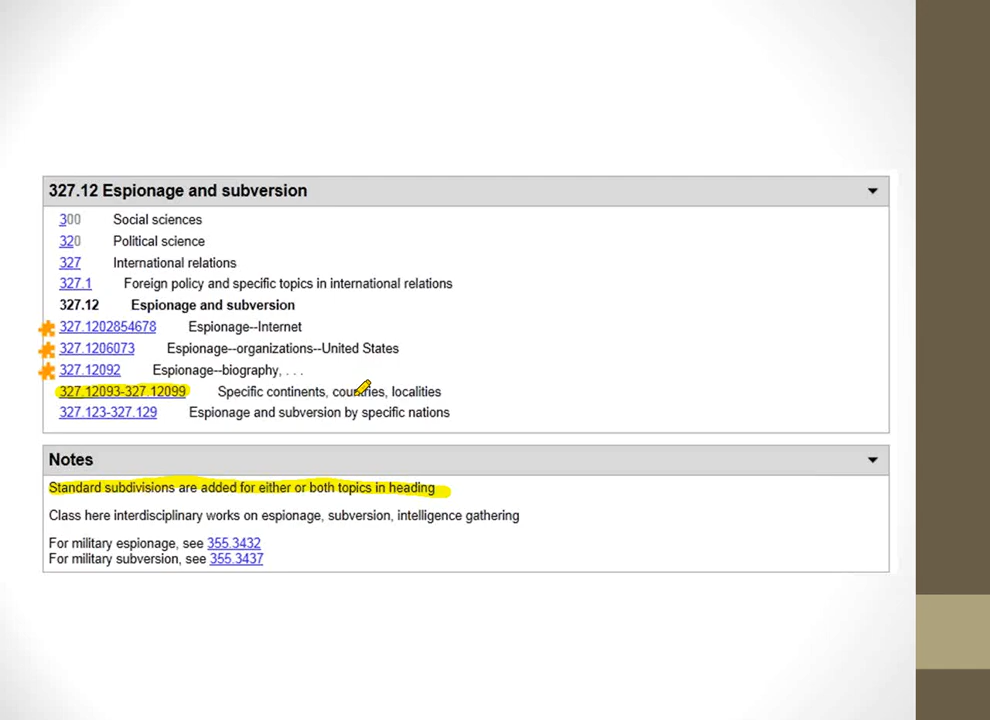 327.12 Espionage and subversion
300 Social sciences
320 Political science
327 International relations
327.1 Foreign policy and specific topics in international relations
327.12 Espionage and subversion
327.1202854678 Espionage--Internet
327.1206073 Espionage--organizations--United States
327.12092 Espionage--biography, . . .
327.12093-327.12099 Specific continents, countries, localities
327.123-327.129 Espionage and subversion by specific nations
Notes
Standard subdivisions are added for either or both topics in heading
Class here interdisciplinary works on espionage, subversion, intelligence gathering
For military espionage, see 355.3432
For military subversion, see 355.3437